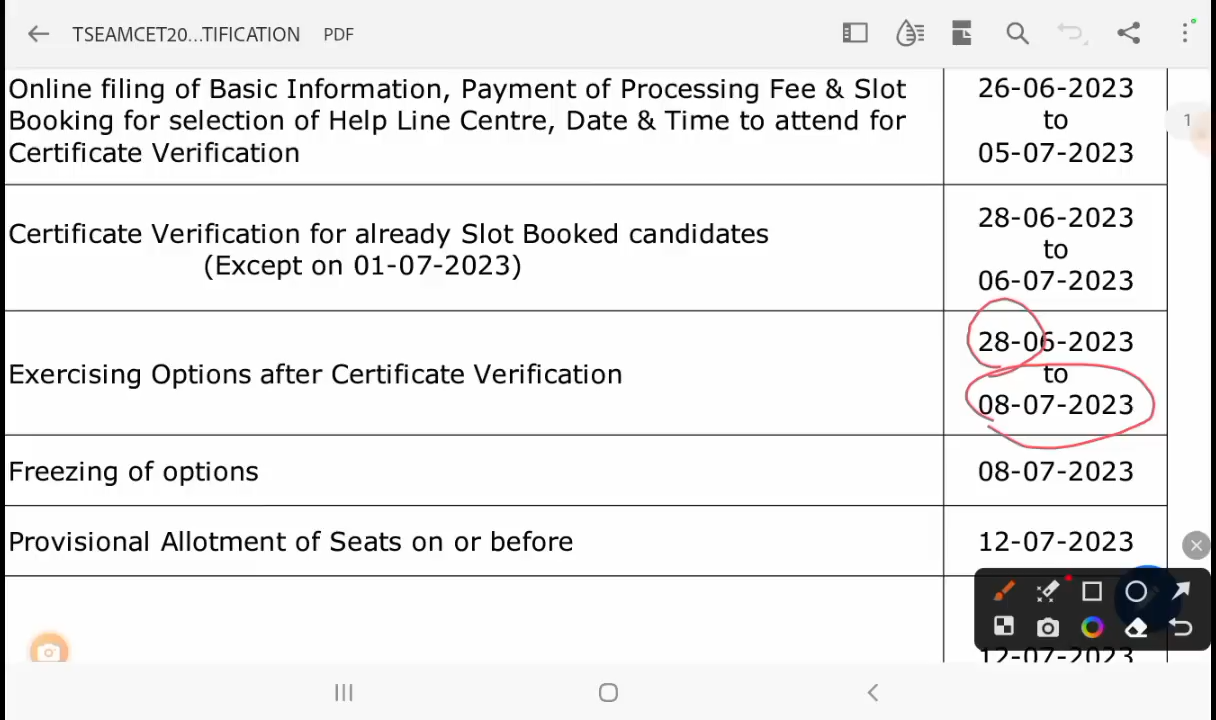 TSEAMCET20...TIFICATION PDF
Online filing of Basic Information, Payment of Processing Fee & Slot
Booking for selection of Help Line Centre, Date & Time to attend for
Certificate Verification
26-06-2023
to
05-07-2023
1
Certificate Verification for already Slot Booked candidates
(Except on 01-07-2023)
28-06-2023
to
06-07-2023
Exercising Options after Certificate Verification
28-06-2023
to
08-07-2023
Freezing of options
08-07-2023
Provisional Allotment of Seats on or before
12-07-2023
12-07-2023